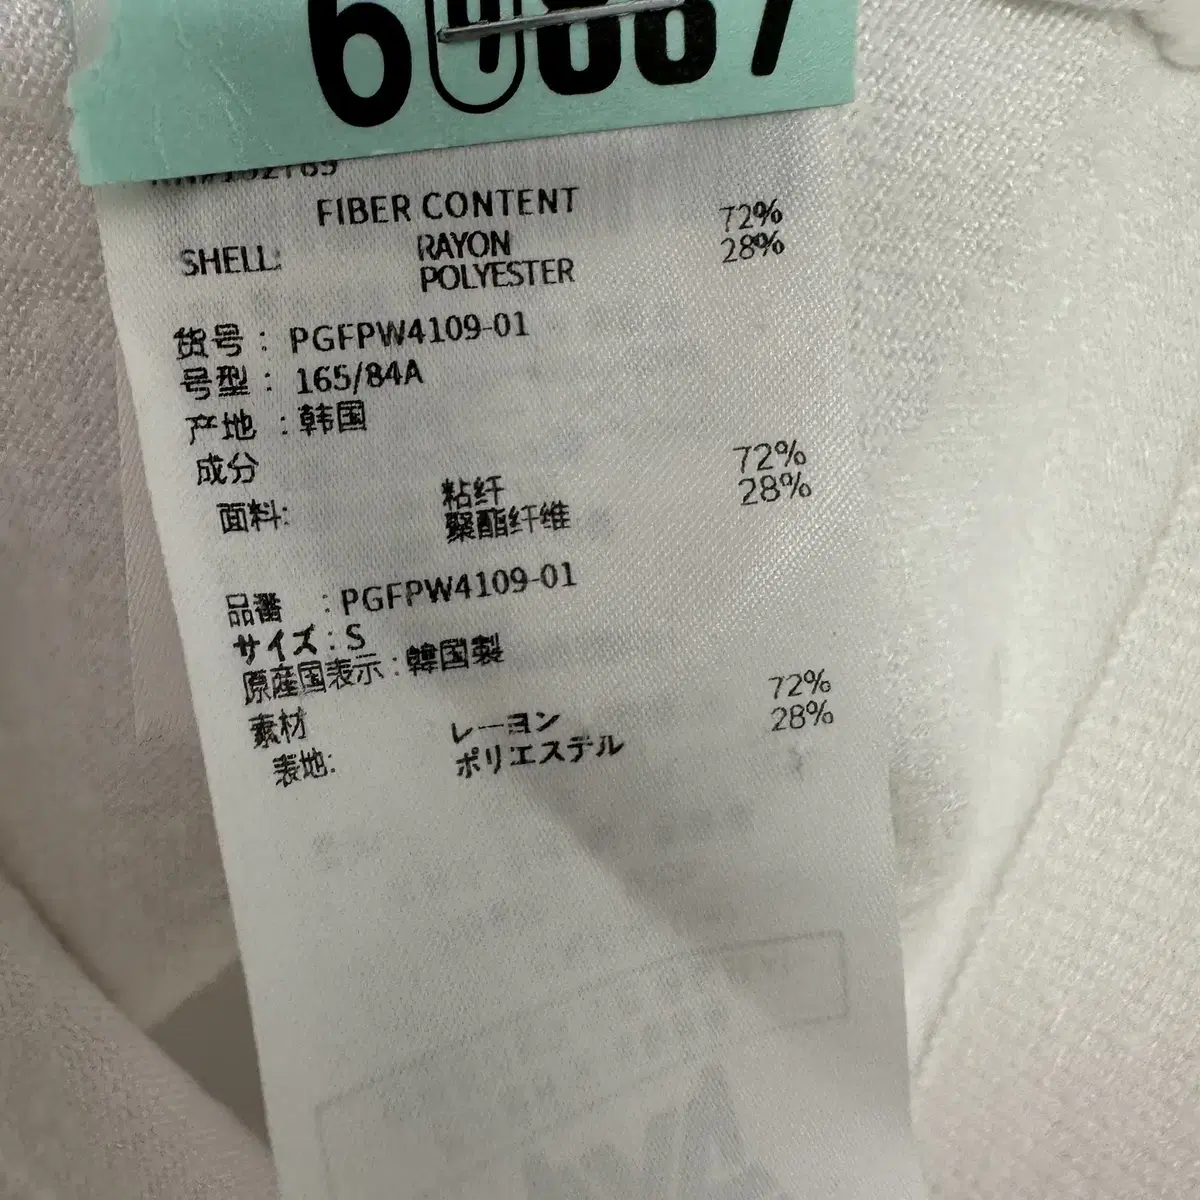 FIBER CONTENT
SHELL: RAYON 72%
POLYESTER 28%
货号 : PGFPW4109-01
号型 : 165/84A
产地 : 韩国
成分
面料: 粘纤 72%
聚酯纤维 28%
品番 : PGFPW4109-01
サイズ : S
原産国表示 : 韓国製
素材
表地: レーヨン 72%
ポリエステル 28%